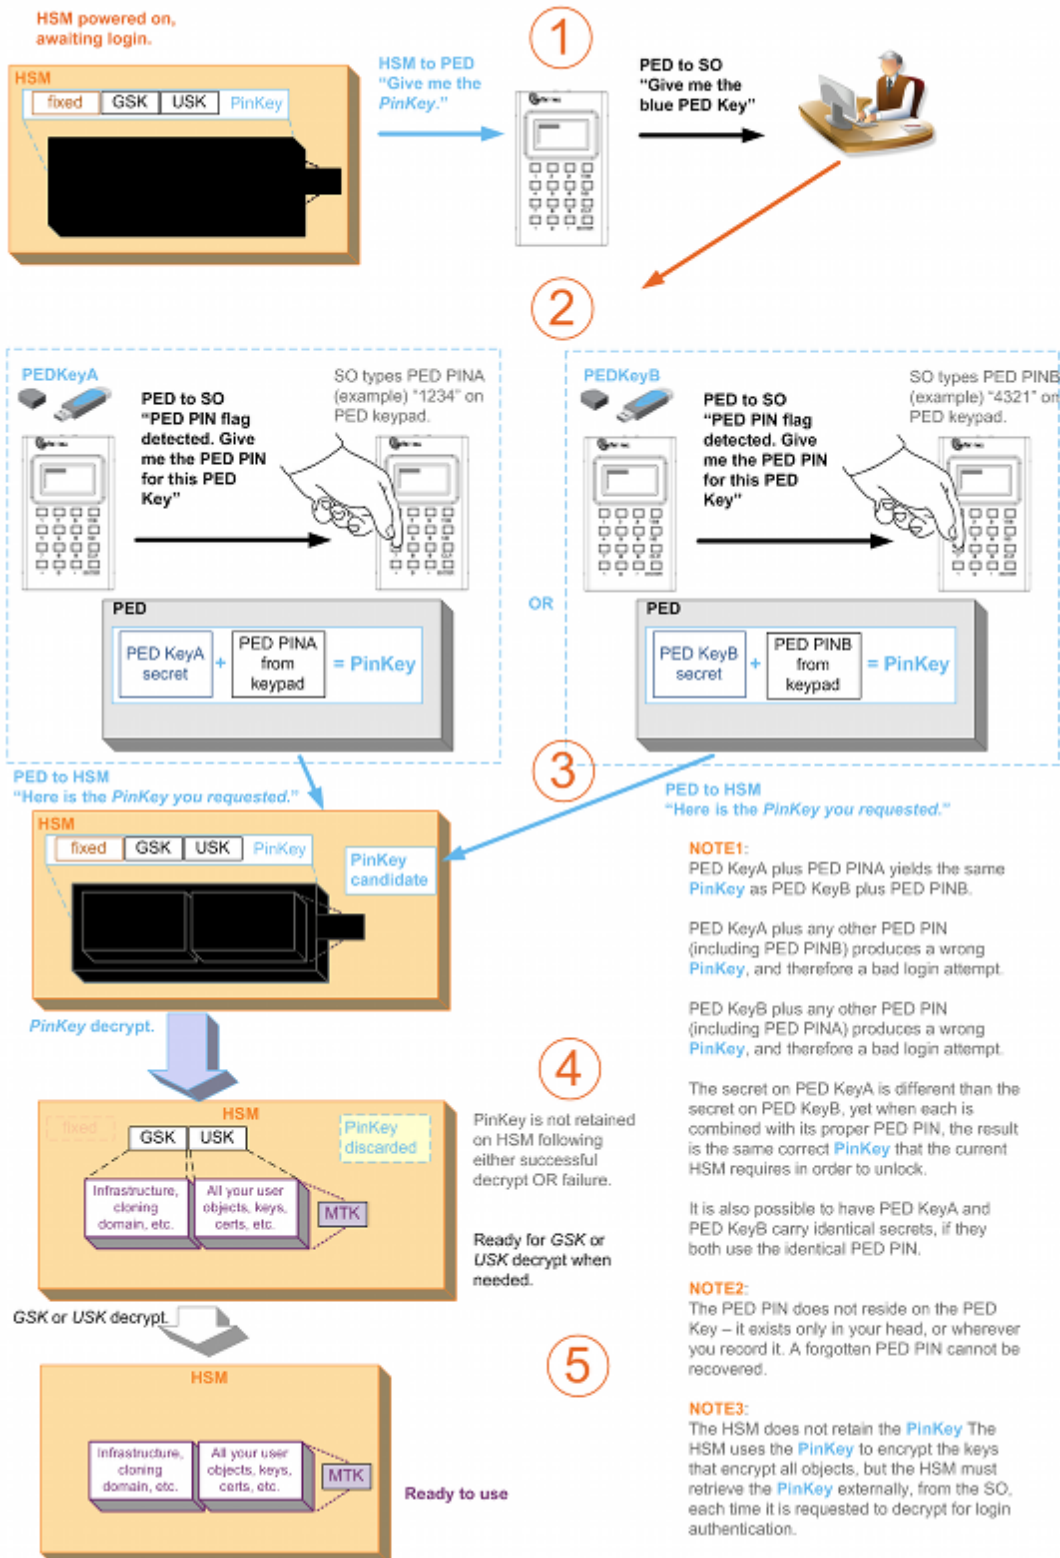 HSM powered on,
awaiting login.
1
HSM
fixed GSK USK PinKey
HSM to PED
“Give me the
PinKey.”
PED to SO
“Give me the
blue PED Key”
2
PEDKeyA
PED to SO
“PED PIN flag
detected. Give
me the PED PIN
for this PED
Key”
SO types PED PINA
(example) “1234” on
PED keypad.
PED
PED KeyA
secret
+
PED PINA
from
keypad
= PinKey
OR
PEDKeyB
PED to SO
“PED PIN flag
detected. Give
me the PED PIN
for this PED
Key”
SO types PED PINB
(example) “4321” on
PED keypad.
PED
PED KeyB
secret
+
PED PINB
from
keypad
= PinKey
3
PED to HSM
“Here is the PinKey you requested.”
PED to HSM
“Here is the PinKey you requested.”
HSM
fixed GSK USK PinKey
PinKey
candidate
PinKey decrypt.
4
HSM
fixed
GSK USK
PinKey
discarded
Infrastructure,
cloning
domain, etc.
All your user
objects, keys,
certs, etc.
MTK
PinKey is not retained
on HSM following
either successful
decrypt OR failure.
Ready for GSK or
USK decrypt when
needed.
GSK or USK decrypt.
5
HSM
Infrastructure,
cloning
domain, etc.
All your user
objects, keys,
certs, etc.
MTK
Ready to use
NOTE1:
PED KeyA plus PED PINA yields the same
PinKey as PED KeyB plus PED PINB.
PED KeyA plus any other PED PIN
(including PED PINB) produces a wrong
PinKey, and therefore a bad login attempt.
PED KeyB plus any other PED PIN
(including PED PINA) produces a wrong
PinKey, and therefore a bad login attempt.
The secret on PED KeyA is different than the
secret on PED KeyB, yet when each is
combined with its proper PED PIN, the result
is the same correct PinKey that the current
HSM requires in order to unlock.
It is also possible to have PED KeyA and
PED KeyB carry identical secrets, if they
both use the identical PED PIN.
NOTE2:
The PED PIN does not reside on the PED
Key – it exists only in your head, or wherever
you record it. A forgotten PED PIN cannot be
recovered.
NOTE3:
The HSM does not retain the PinKey The
HSM uses the PinKey to encrypt the keys
that encrypt all objects, but the HSM must
retrieve the PinKey externally, from the SO,
each time it is requested to decrypt for login
authentication.